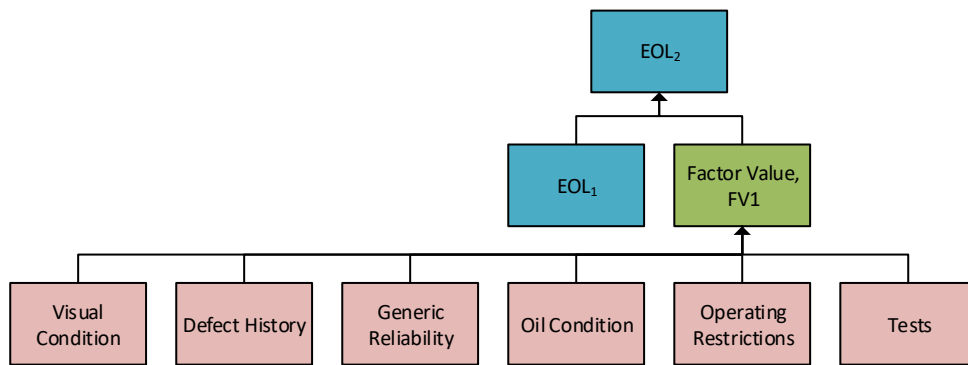 EOL₂
EOL₁
Factor Value,
FV1
Visual
Condition
Defect History
Generic
Reliability
Oil Condition
Operating
Restrictions
Tests